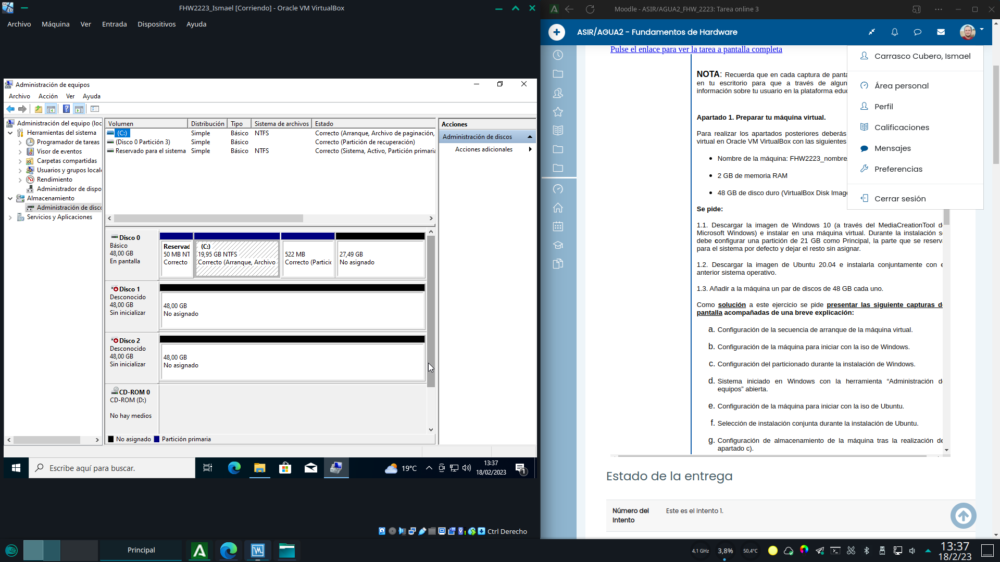 FHW2223_Ismael [Corriendo] - Oracle VM VirtualBox
Archivo Máquina Ver Entrada Dispositivos Ayuda
Administración de equipos
Archivo Acción Ver Ayuda
Administración del equipo (loc
Herramientas del sistema
Programador de tareas
Visor de eventos
Carpetas compartidas
Usuarios y grupos local
Rendimiento
Administrador de dispo
Almacenamiento
Administración de disco
Servicios y Aplicaciones
Volumen Distribución Tipo Sistema de archivos Estado
(C:) Simple Básico NTFS Correcto (Arranque, Archivo de paginación,
(Disco 0 Partición 3) Simple Básico Correcto (Partición de recuperación)
Reservado para el sistema Simple Básico NTFS Correcto (Sistema, Activo, Partición primaria
Acciones
Administración de discos
Acciones adicionales
Disco 0
Básico
48,00 GB
En pantalla
Reservad
50 MB NT
Correcto
(C:)
19,95 GB NTFS
Correcto (Arranque, Archivo
522 MB
Correcto (Partic
27,49 GB
No asignado
Disco 1
Desconocido
48,00 GB
Sin inicializar
48,00 GB
No asignado
Disco 2
Desconocido
48,00 GB
Sin inicializar
48,00 GB
No asignado
CD-ROM 0
CD-ROM (D:)
No hay medios
No asignado Partición primaria
Escribe aquí para buscar.
19°C
13:37
18/02/2023
1
Ctrl Derecho
Moodle - ASIR/AGUA2_FHW_2223: Tarea online 3
ASIR/AGUA2 - Fundamentos de Hardware
Pulse el enlace para ver la tarea a pantalla completa
NOTA: Recuerda que en cada captura de panta
en tu escritorio para que a través de algun
información sobre tu usuario en la plataforma educ
Apartado 1. Preparar tu máquina virtual.
Para realizar los apartados posteriores deberás
virtual en Oracle VM VirtualBox con las siguientes
Nombre de la máquina: FHW2223_nombre
2 GB de memoria RAM
48 GB de disco duro (VirtualBox Disk Image
Carrasco Cubero, Ismael
Área personal
Perfil
Calificaciones
Mensajes
Preferencias
Cerrar sesión
Se pide:
1.1. Descargar la imagen de Windows 10 (a través del MediaCreationTool d
Microsoft Windows) e instalar en una máquina virtual. Durante la instalación s
debe configurar una partición de 21 GB como Principal, la parte que se reserv
para el sistema por defecto y dejar el resto sin asignar.
1.2. Descargar la imagen de Ubuntu 20.04 e instalarla conjuntamente con e
anterior sistema operativo.
1.3. Añadir a la máquina un par de discos de 48 GB cada uno.
Como solución a este ejercicio se pide presentar las siguiente capturas d
pantalla acompañadas de una breve explicación:
a. Configuración de la secuencia de arranque de la máquina virtual.
b. Configuración de la máquina para iniciar con la iso de Windows.
c. Configuración del particionado durante la instalación de Windows.
d. Sistema iniciado en Windows con la herramienta “Administración d
equipos” abierta.
e. Configuración de la máquina para iniciar con la iso de Ubuntu.
f. Selección de instalación conjunta durante la instalación de Ubuntu.
g. Configuración de almacenamiento de la máquina tras la realización de
apartado c).
Estado de la entrega
Número del
Intento
Este es el intento 1.
Principal
4,1 GHz
3,8%
50,4°C
13:37
18/2/23